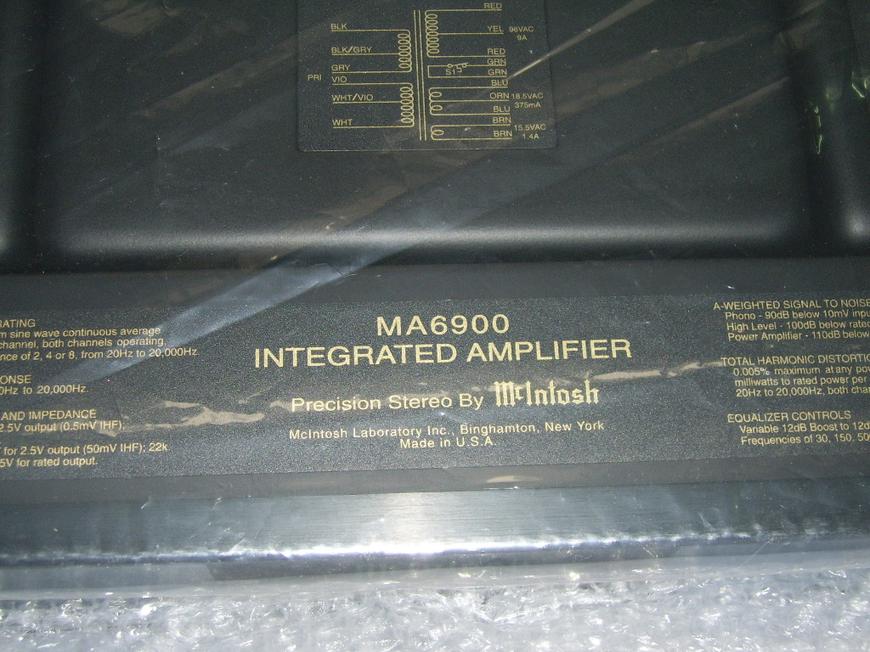 RED
BLK
YEL 96VAC
9A
BLK/GRY
RED
GRN
GRY
S1
GRN
PRI
VIO
BLU
WHT/VIO
ORN 18.5VAC
375mA
BLU
WHT
BRN
15.5VAC
BRN 1.4A
RATING
m sine wave continuous average
channel, both channels operating,
nce of 2, 4 or 8, from 20Hz to 20,000Hz.
ONSE
0Hz to 20,000Hz.
AND IMPEDANCE
2.5V output (0.5mV IHF);
for 2.5V output (50mV IHF); 22k
5V for rated output.
MA6900
INTEGRATED AMPLIFIER
Precision Stereo By McIntosh
McIntosh Laboratory Inc., Binghamton, New York
Made in U.S.A.
A-WEIGHTED SIGNAL TO NOISE
Phono - 90dB below 10mV inpu
High Level - 100dB below rated
Power Amplifier - 110dB below
TOTAL HARMONIC DISTORTIO
0.005% maximum at any pow
milliwatts to rated power per
20Hz to 20,000Hz, both chan
EQUALIZER CONTROLS
Variable 12dB Boost to 12d
Frequencies of 30, 150, 50